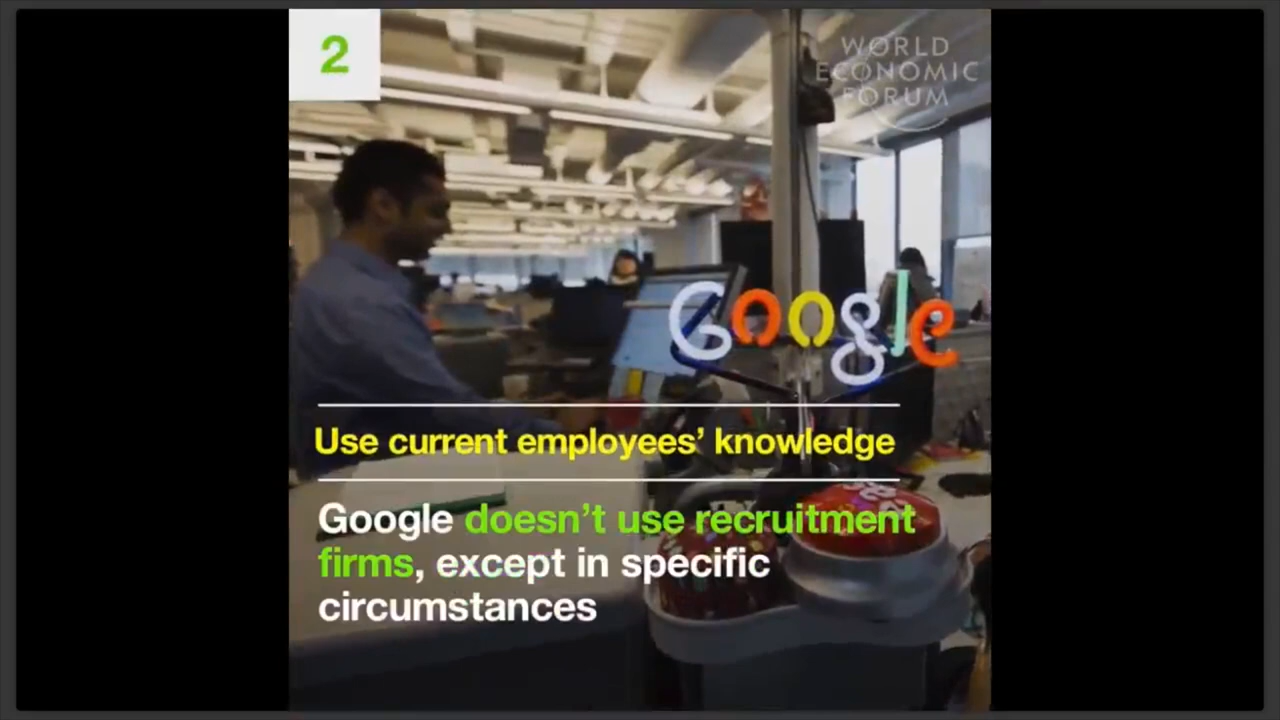 2
WORLD
ECONOMIC
FORUM
Google
Use current employees’ knowledge
Google doesn’t use recruitment
firms, except in specific
circumstances